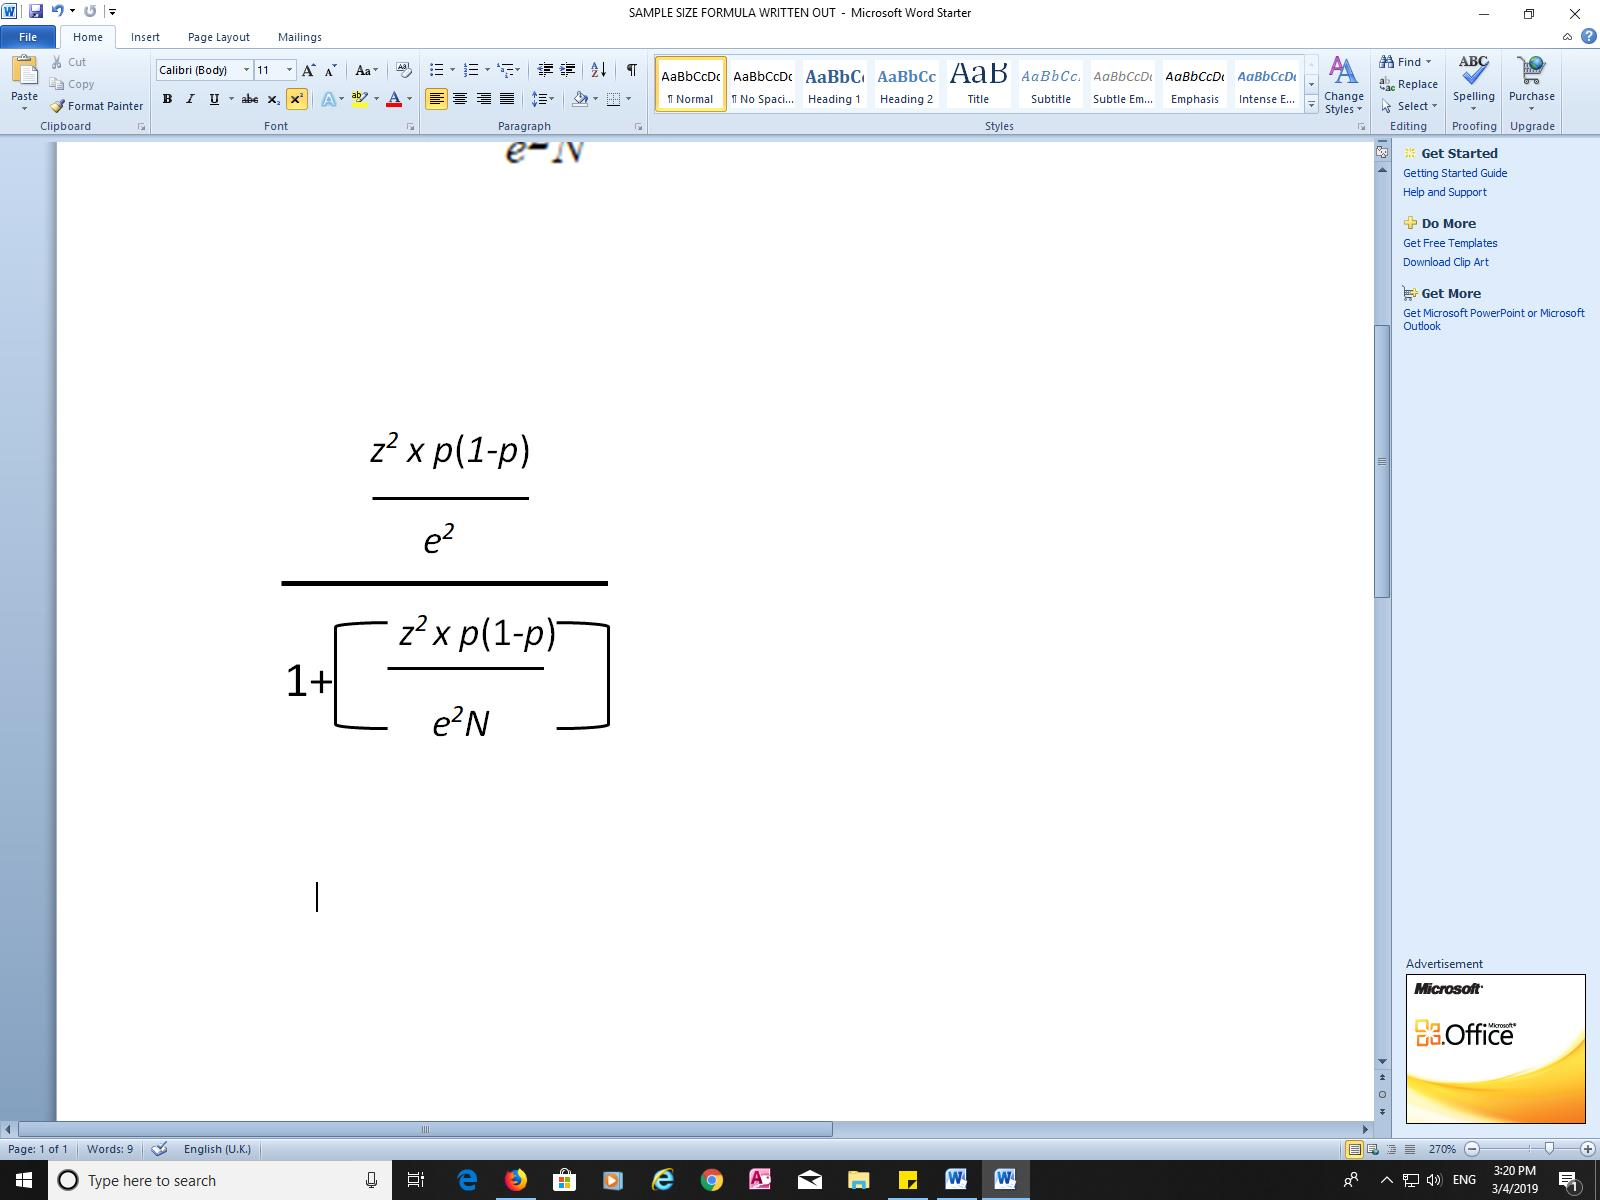 SAMPLE SIZE FORMULA WRITTEN OUT - Microsoft Word Starter
File Home Insert Page Layout Mailings
Paste
Cut
Copy
Format Painter
Clipboard
Calibri (Body) 11
Font
Paragraph
AaBbCcDc AaBbCcDc AaBbC AaBbCc AaB AaBbCc. AaBbCcDc AaBbCcDc AaBbCcDc
¶ Normal ¶ No Spaci... Heading 1 Heading 2 Title Subtitle Subtle Em... Emphasis Intense E...
Styles
Change
Styles
Find
Replace
Select
Editing
ABC
Spelling
Proofing
Purchase
Upgrade
e²N
z² x p(1-p)
e²
z² x p(1-p)
1+
e²N
Get Started
Getting Started Guide
Help and Support
Do More
Get Free Templates
Download Clip Art
Get More
Get Microsoft PowerPoint or Microsoft
Outlook
Advertisement
Microsoft
Microsoft
Office
Page: 1 of 1 Words: 9 English (U.K.) 270%
Type here to search
ENG
3:20 PM
3/4/2019
1